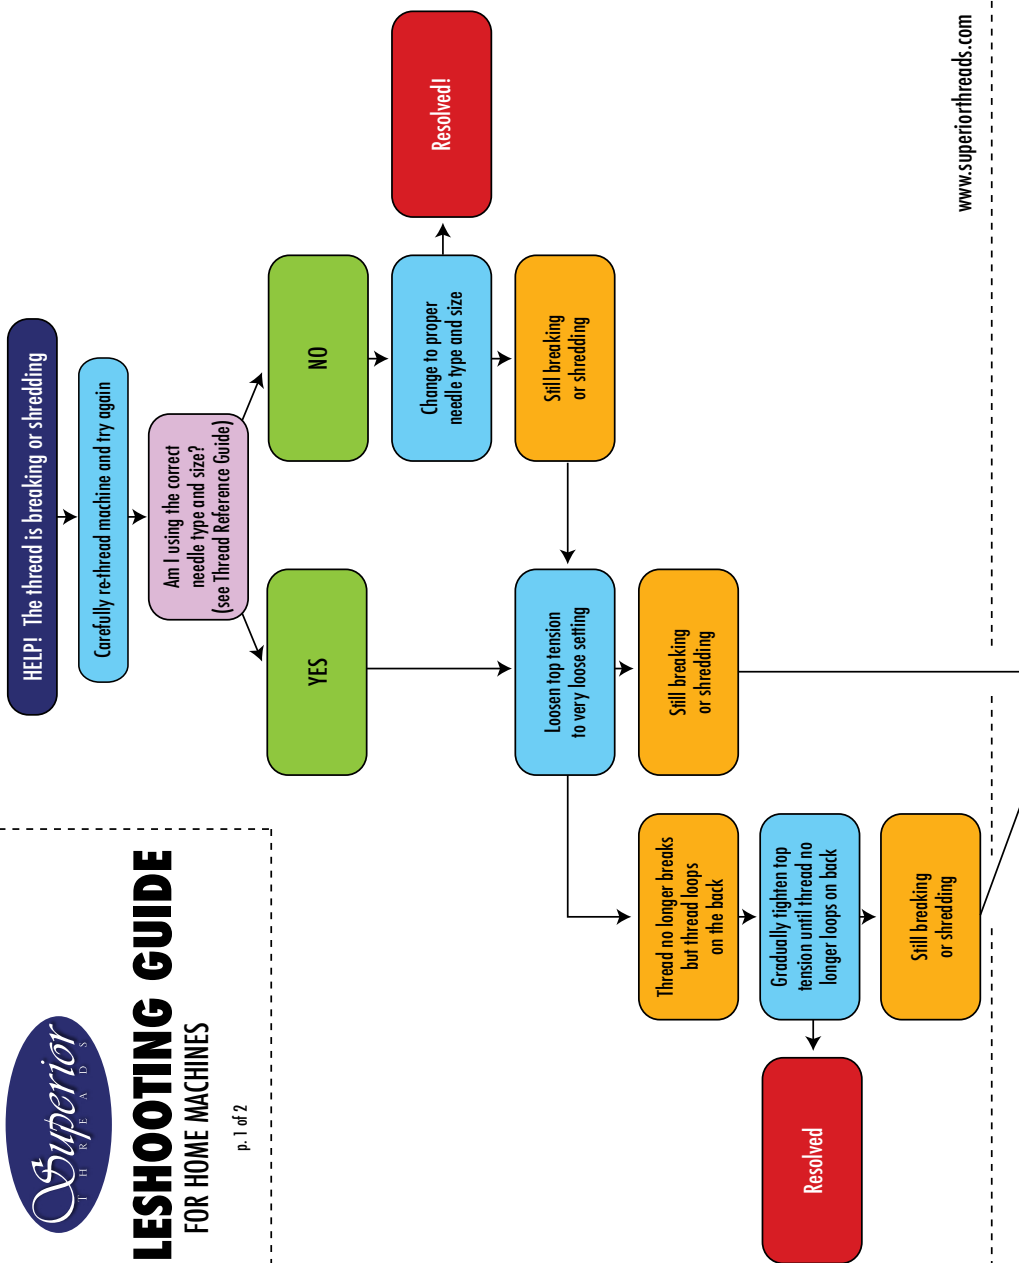 Superior
THREADS
LESHOOTING GUIDE
FOR HOME MACHINES
p. 1 of 2
HELP! The thread is breaking or shredding
Carefully re-thread machine and try again
Am I using the correct
needle type and size?
(see Thread Reference Guide)
YES
NO
Change to proper
needle type and size
Resolved!
Still breaking
or shredding
Loosen top tension
to very loose setting
Still breaking
or shredding
Thread no longer breaks
but thread loops
on the back
Gradually tighten top
tension until thread no
longer loops on back
Resolved
Still breaking
or shredding
www.superiorthreads.com